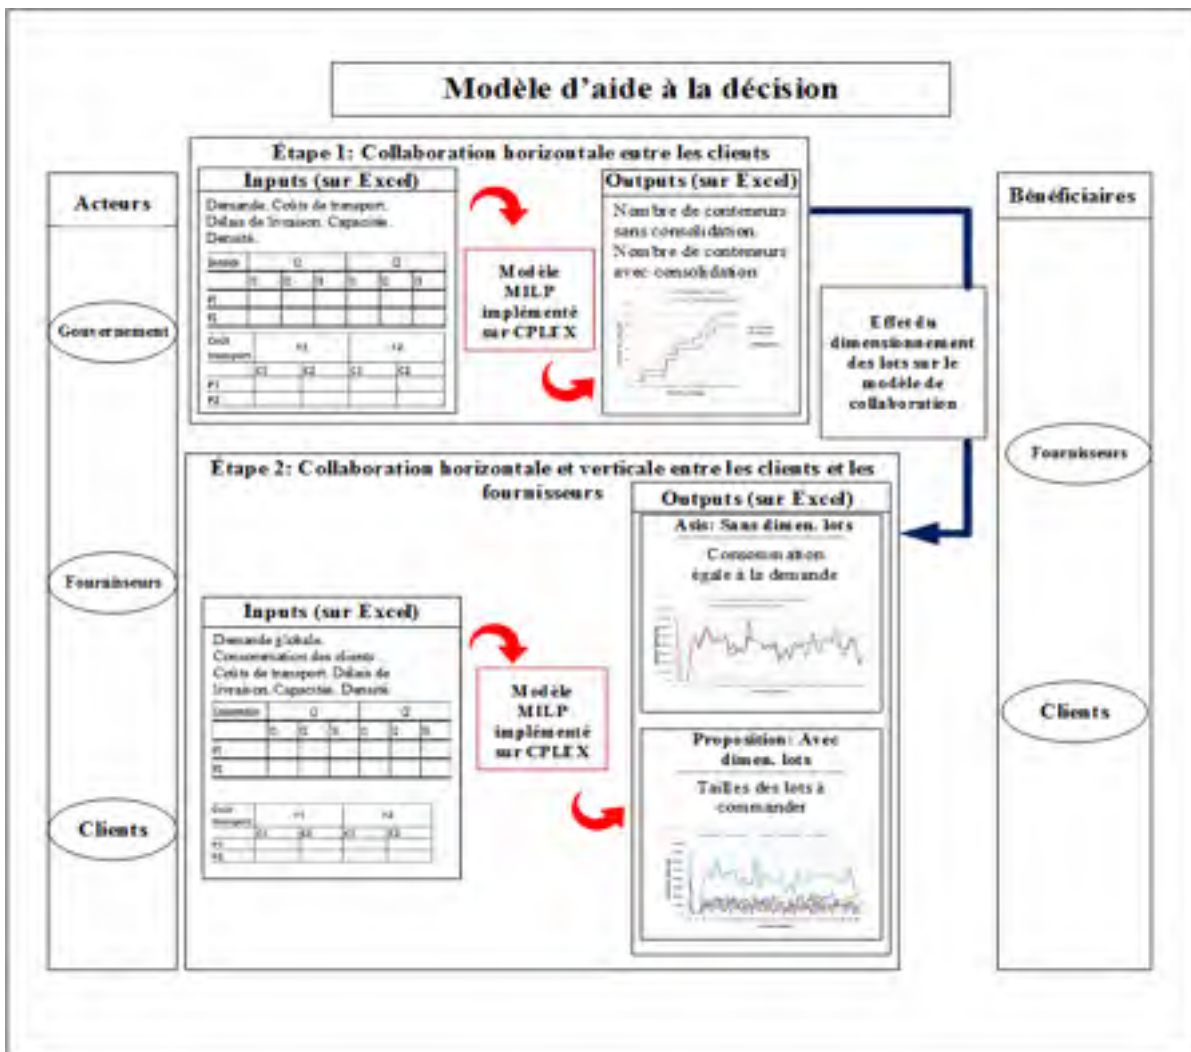 Modèle d'aide à la décision
Étape 1: Collaboration horizontale entre les clients
Acteurs
Gouvernement
Fournisseurs
Clients
Inputs (sur Excel)
Demande, Coûts de transport,
Délais de livraison, Capacités,
Densité.
Coût
transport
Modèle
MILP
implémenté
sur CPLEX
Outputs (sur Excel)
Nombre de conteneurs
sans consolidation.
Nombre de conteneurs
avec consolidation
Effet du
dimensionnement
des lots sur le
modèle de
collaboration
Bénéficiaires
Fournisseurs
Clients
Étape 2: Collaboration horizontale et verticale entre les clients et les
fournisseurs
Inputs (sur Excel)
Demande globale.
Consommation des clients
Coûts de transport, Délais de
livraison, Capacités, Densité
Modèle
MILP
implémenté
sur CPLEX
Outputs (sur Excel)
Asis: Sans dimen. lots
Consommation
égale à la demande
Proposition: Avec
dimen. lots
Tailles des lots à
commander